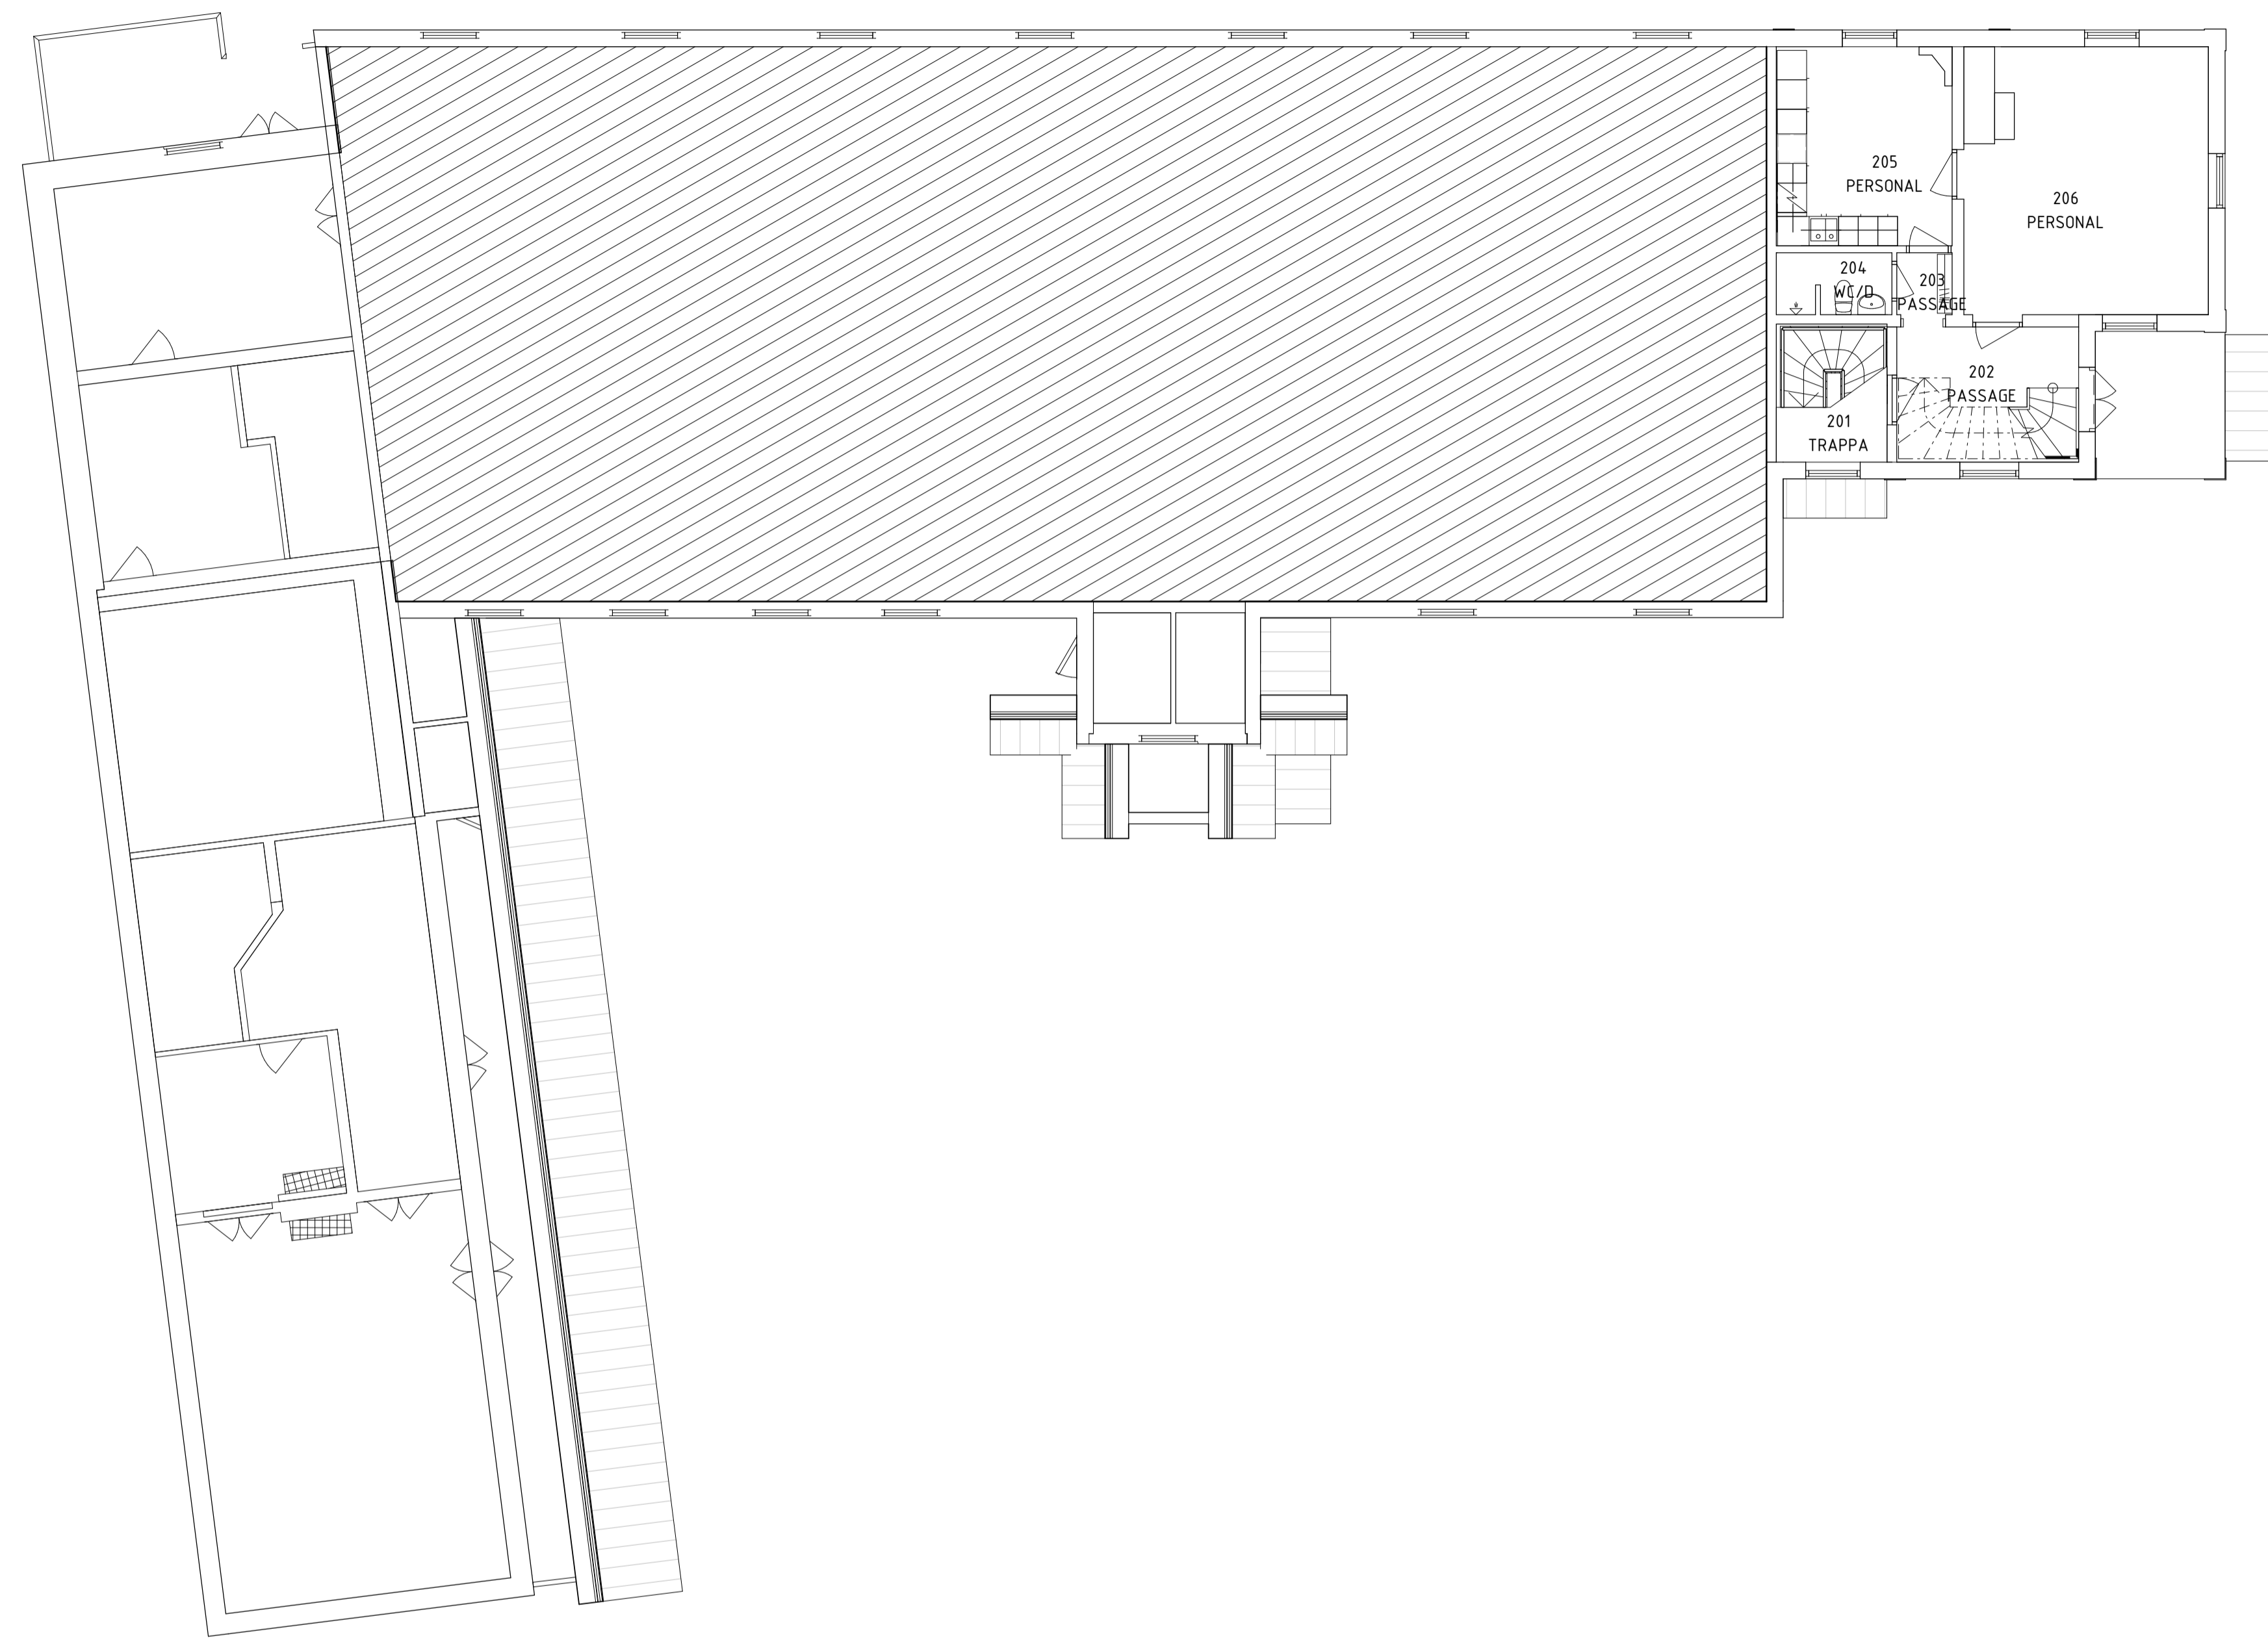 205
PERSONAL
206
PERSONAL
204
WC/D
203
PASSAGE
202
PASSAGE
201
TRAPPA